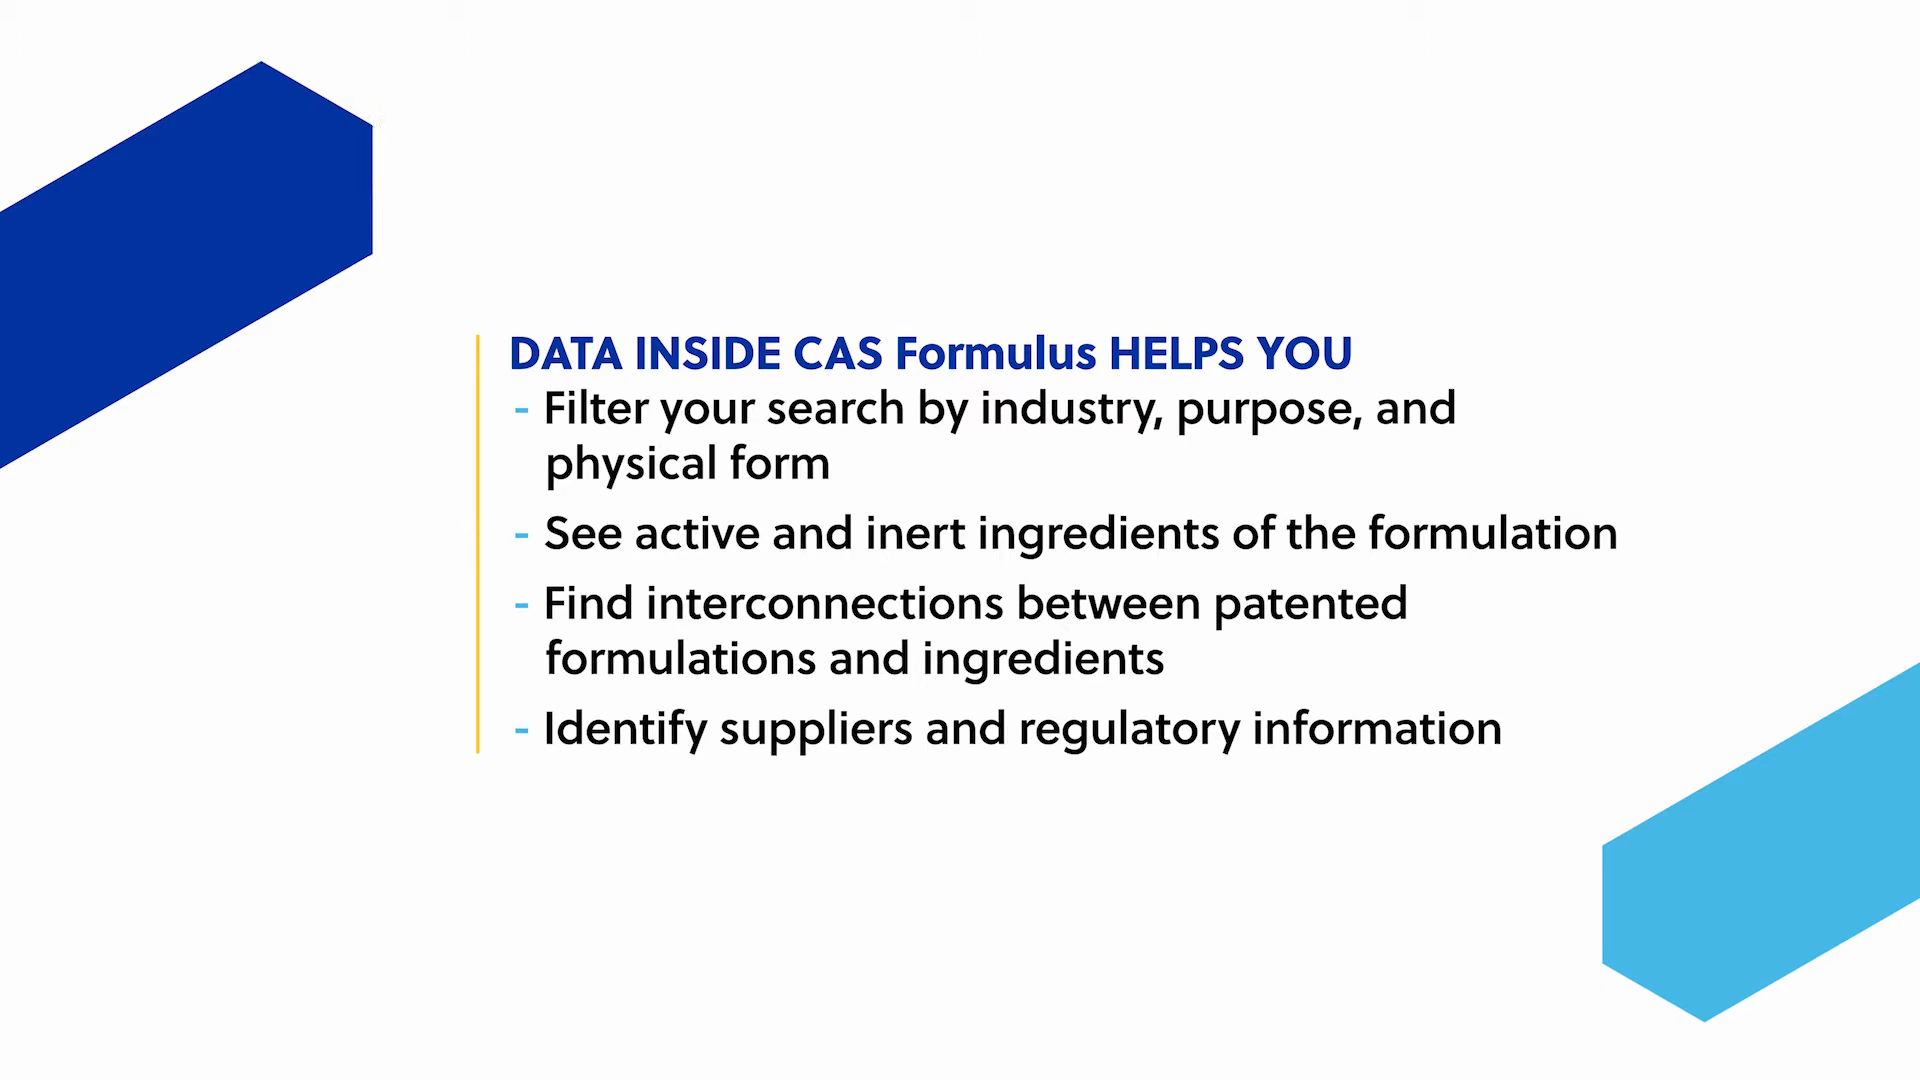 DATA INSIDE CAS Formulus HELPS YOU
- Filter your search by industry, purpose, and
physical form
- See active and inert ingredients of the formulation
- Find interconnections between patented
formulations and ingredients
- Identify suppliers and regulatory information